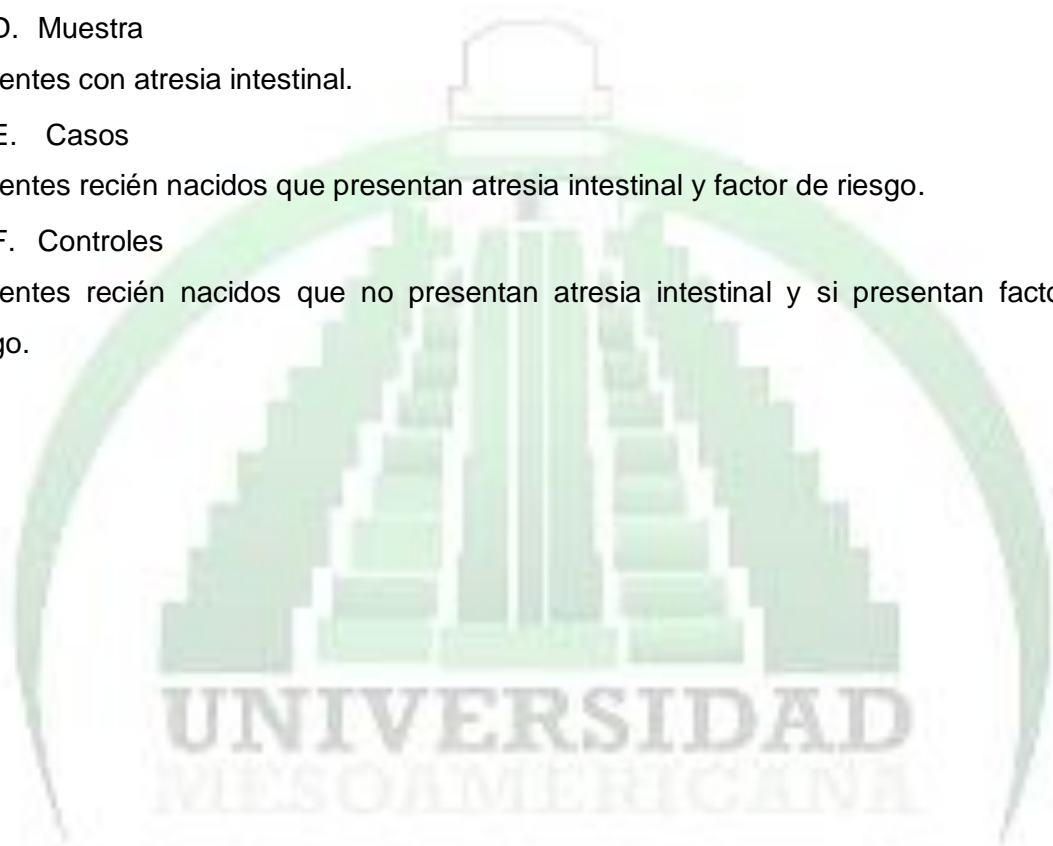 D. Muestra
entes con atresia intestinal.
E. Casos
entes recién nacidos que presentan atresia intestinal y factor de riesgo.
F. Controles
entes recién nacidos que no presentan atresia intestinal y si presentan facto
go.
UNIVERSIDAD
MESOAMERICANA